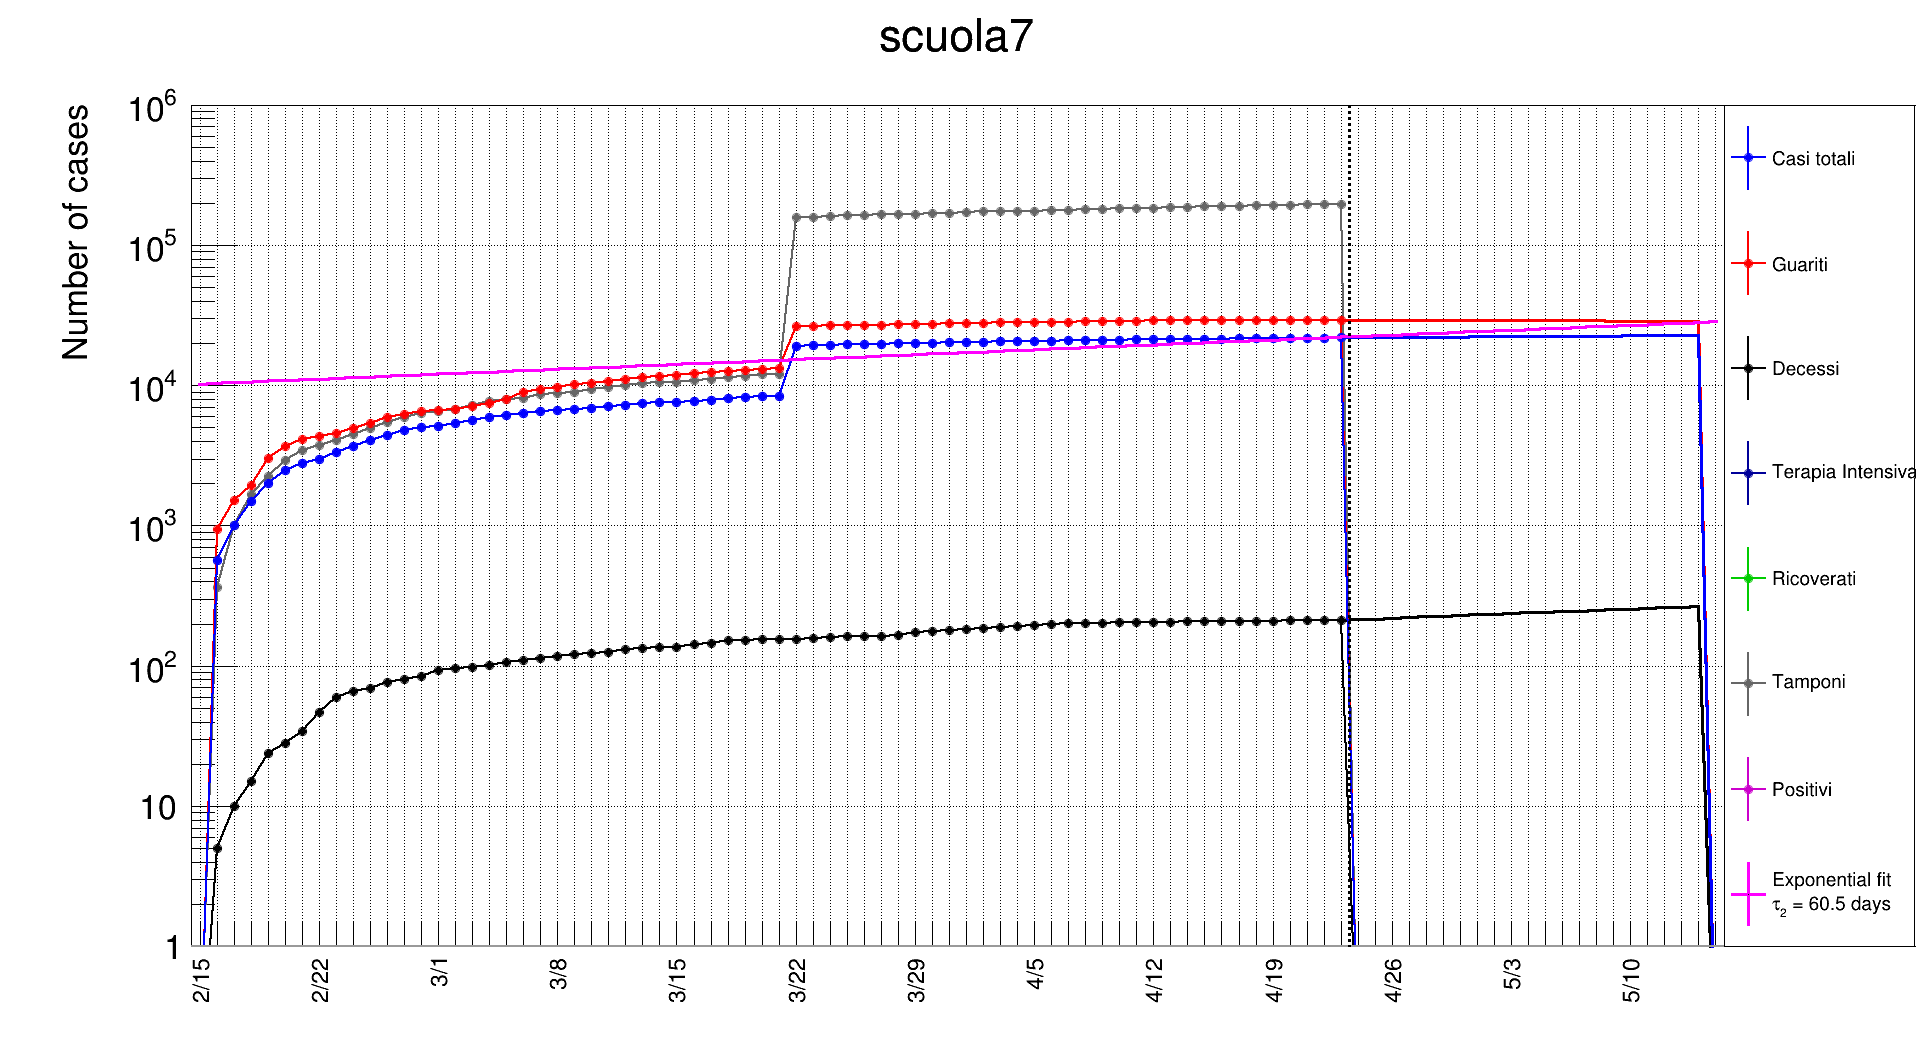 scuola7
Number of cases
10^6
10^5
10^4
10^3
10^2
10
1
2/15
2/22
3/1
3/8
3/15
3/22
3/29
4/5
4/12
4/19
4/26
5/3
5/10
Casi totali
Guariti
Decessi
Terapia Intensiva
Ricoverati
Tamponi
Positivi
Exponential fit
τ₂ = 60.5 days